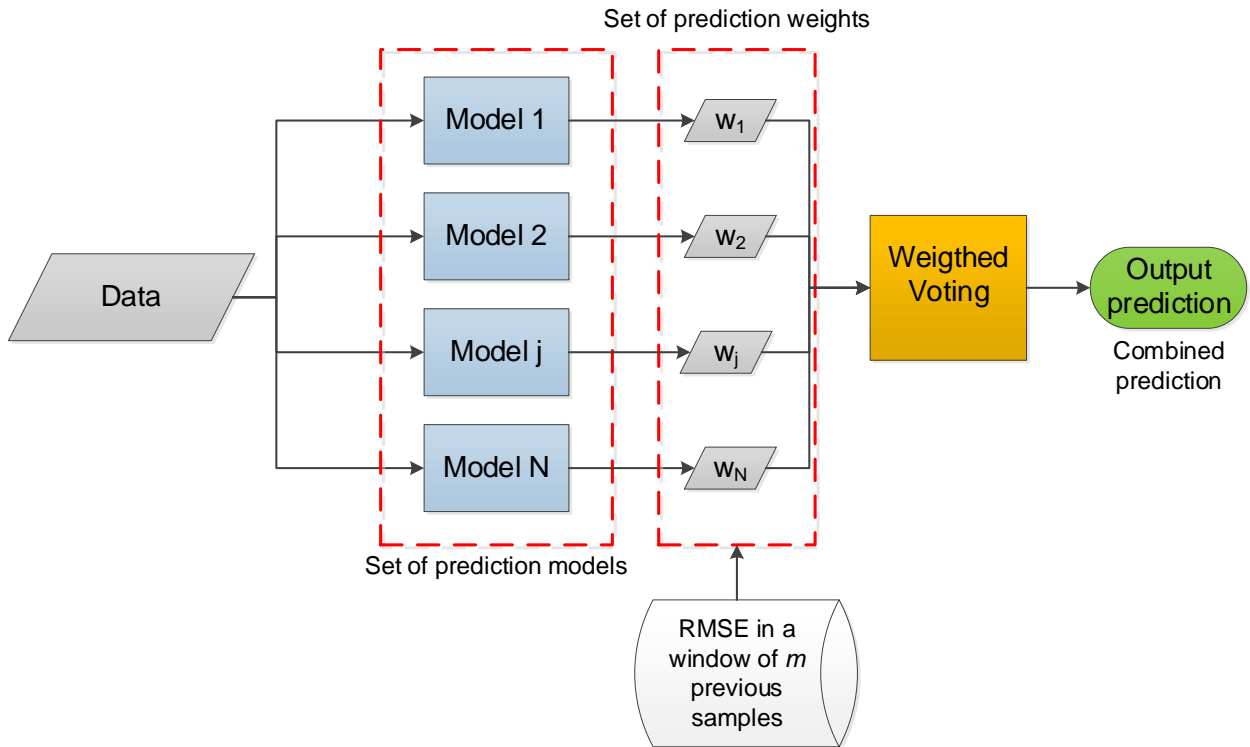 Set of prediction weights
Model 1
w1
Model 2
w2
Weigthed
Voting
Output
prediction
Data
Combined
prediction
Model j
wj
Model N
wN
Set of prediction models
RMSE in a
window of m
previous
samples